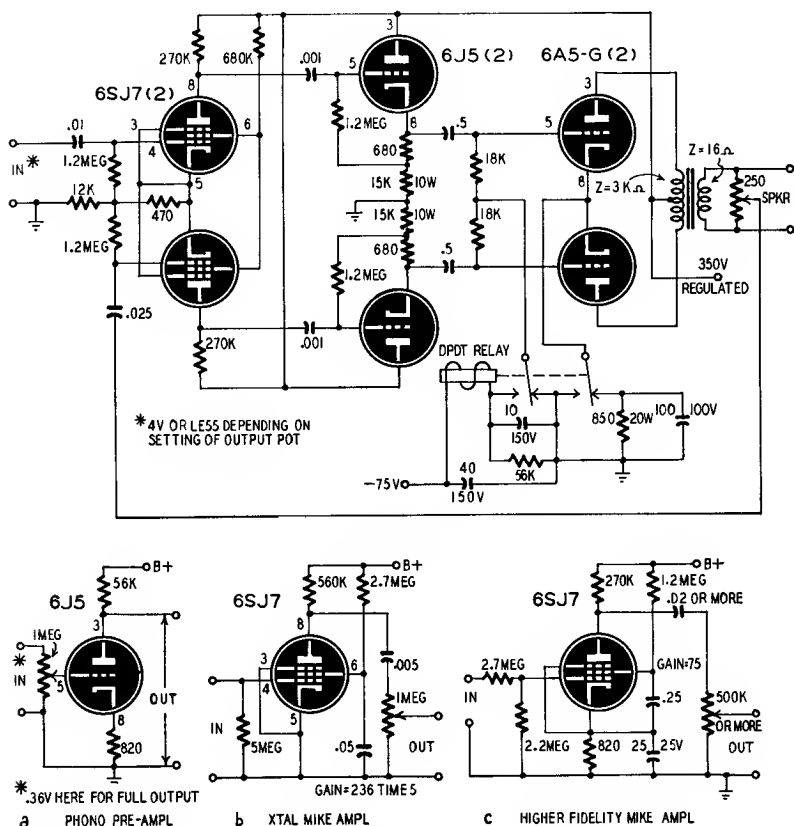 270K
680K
6SJ7(2)
8
3
4
6
5
.01
IN *
1.2MEG
12K
470
1.2MEG
.025
270K
.001
.001
6J5(2)
3
5
8
1.2MEG
680
15K 10W
15K 10W
680
1.2MEG
.5
.5
18K
18K
6A5-G(2)
3
5
8
Z=3KΩ
Z=16Ω
250
SPKR
350V
REGULATED
DPDT RELAY
10
150V
56K
850
20W
100
100V
-75V
40
150V
*4V OR LESS DEPENDING ON
SETTING OF OUTPUT POT
B+
56K
6J5
3
1MEG
*
IN
5
8
OUT
820
*.36V HERE FOR FULL OUTPUT
a PHONO PRE-AMPL
B+
560K
2.7MEG
6SJ7
8
3
4
6
5
IN
5MEG
.005
1MEG
.05
OUT
GAIN=236 TIMES
b XTAL MIKE AMPL
B+
270K
1.2MEG
6SJ7
.02 OR MORE
2.7MEG
GAIN=75
IN
.25
500K
OR MORE
OUT
2.2MEG
820
25
25V
c HIGHER FIDELITY MIKE AMPL